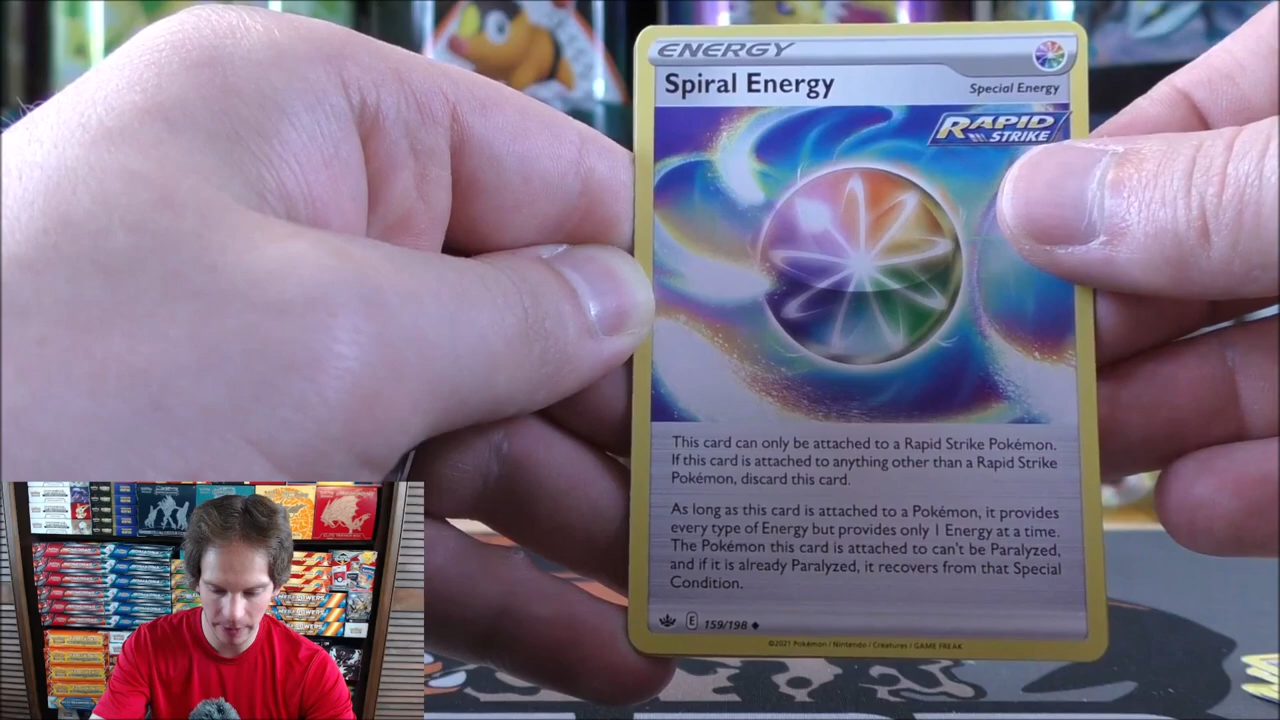 ENERGY
Spiral Energy
Special Energy
RAPID
STRIKE
This card can only be attached to a Rapid Strike Pokémon.
If this card is attached to anything other than a Rapid Strike
Pokémon, discard this card.
As long as this card is attached to a Pokémon, it provides
every type of Energy but provides only 1 Energy at a time.
The Pokémon this card is attached to can't be Paralyzed,
and if it is already Paralyzed, it recovers from that Special
Condition.
E 159/198
©2021 Pokémon / Nintendo / Creatures / GAME FREAK